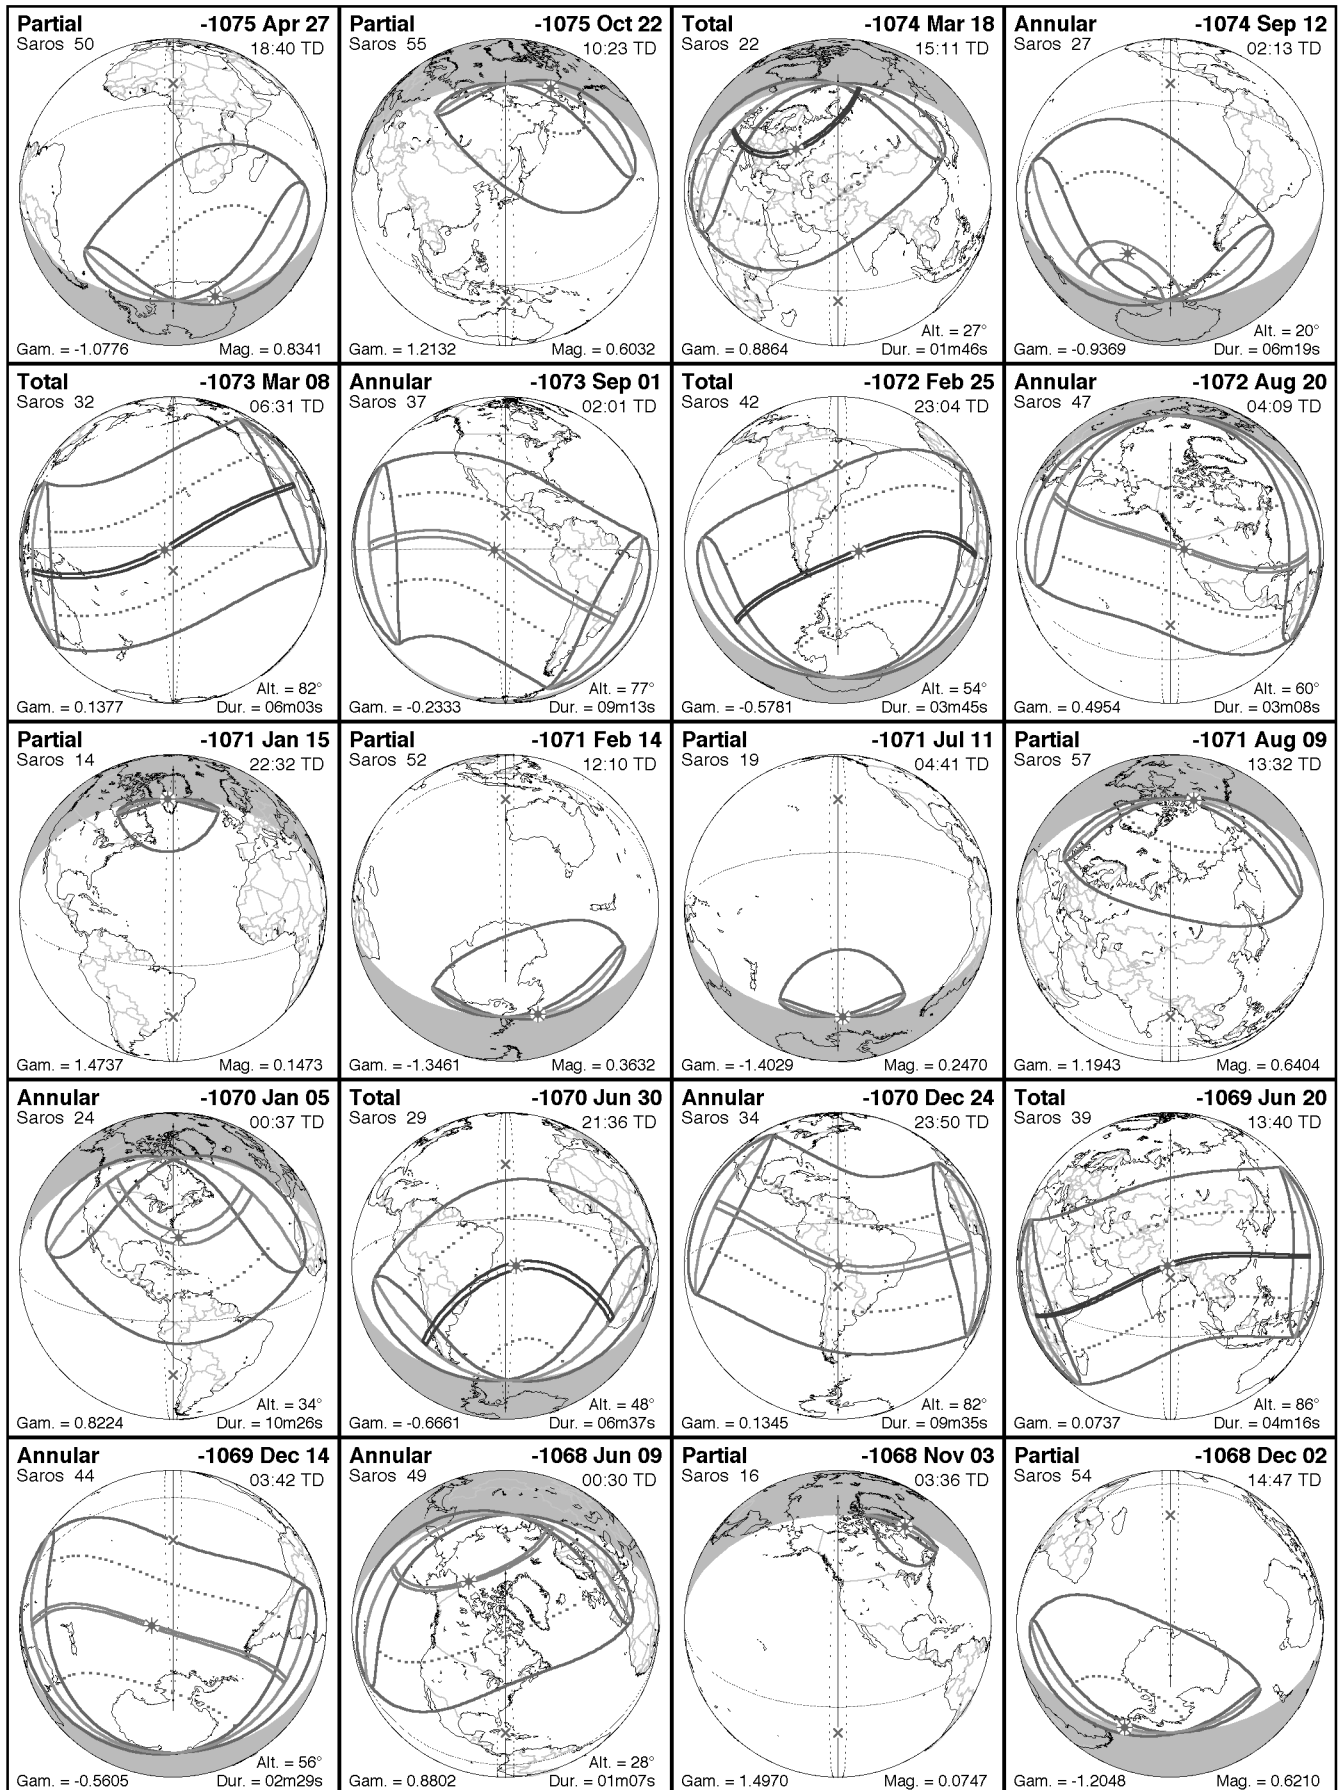 Partial -1075 Apr 27
Saros 50 18:40 TD
Gam. = -1.0776 Mag. = 0.8341
Partial -1075 Oct 22
Saros 55 10:23 TD
Gam. = 1.2132 Mag. = 0.6032
Total -1074 Mar 18
Saros 22 15:11 TD
Alt. = 27°
Gam. = 0.8864 Dur. = 01m46s
Annular -1074 Sep 12
Saros 27 02:13 TD
Alt. = 20°
Gam. = -0.9369 Dur. = 06m19s
Total -1073 Mar 08
Saros 32 06:31 TD
Alt. = 82°
Gam. = 0.1377 Dur. = 06m03s
Annular -1073 Sep 01
Saros 37 02:01 TD
Alt. = 77°
Gam. = -0.2333 Dur. = 09m13s
Total -1072 Feb 25
Saros 42 23:04 TD
Alt. = 54°
Gam. = -0.5781 Dur. = 03m45s
Annular -1072 Aug 20
Saros 47 04:09 TD
Alt. = 60°
Gam. = 0.4954 Dur. = 03m08s
Partial -1071 Jan 15
Saros 14 22:32 TD
Gam. = 1.4737 Mag. = 0.1473
Partial -1071 Feb 14
Saros 52 12:10 TD
Gam. = -1.3461 Mag. = 0.3632
Partial -1071 Jul 11
Saros 19 04:41 TD
Gam. = -1.4029 Mag. = 0.2470
Partial -1071 Aug 09
Saros 57 13:32 TD
Gam. = 1.1943 Mag. = 0.6404
Annular -1070 Jan 05
Saros 24 00:37 TD
Alt. = 34°
Gam. = 0.8224 Dur. = 10m26s
Total -1070 Jun 30
Saros 29 21:36 TD
Alt. = 48°
Gam. = -0.6661 Dur. = 06m37s
Annular -1070 Dec 24
Saros 34 23:50 TD
Alt. = 82°
Gam. = 0.1345 Dur. = 09m35s
Total -1069 Jun 20
Saros 39 13:40 TD
Alt. = 86°
Gam. = 0.0737 Dur. = 04m16s
Annular -1069 Dec 14
Saros 44 03:42 TD
Alt. = 56°
Gam. = -0.5605 Dur. = 02m29s
Annular -1068 Jun 09
Saros 49 00:30 TD
Alt. = 28°
Gam. = 0.8802 Dur. = 01m07s
Partial -1068 Nov 03
Saros 16 03:36 TD
Gam. = 1.4970 Mag. = 0.0747
Partial -1068 Dec 02
Saros 54 14:47 TD
Gam. = -1.2048 Mag. = 0.6210